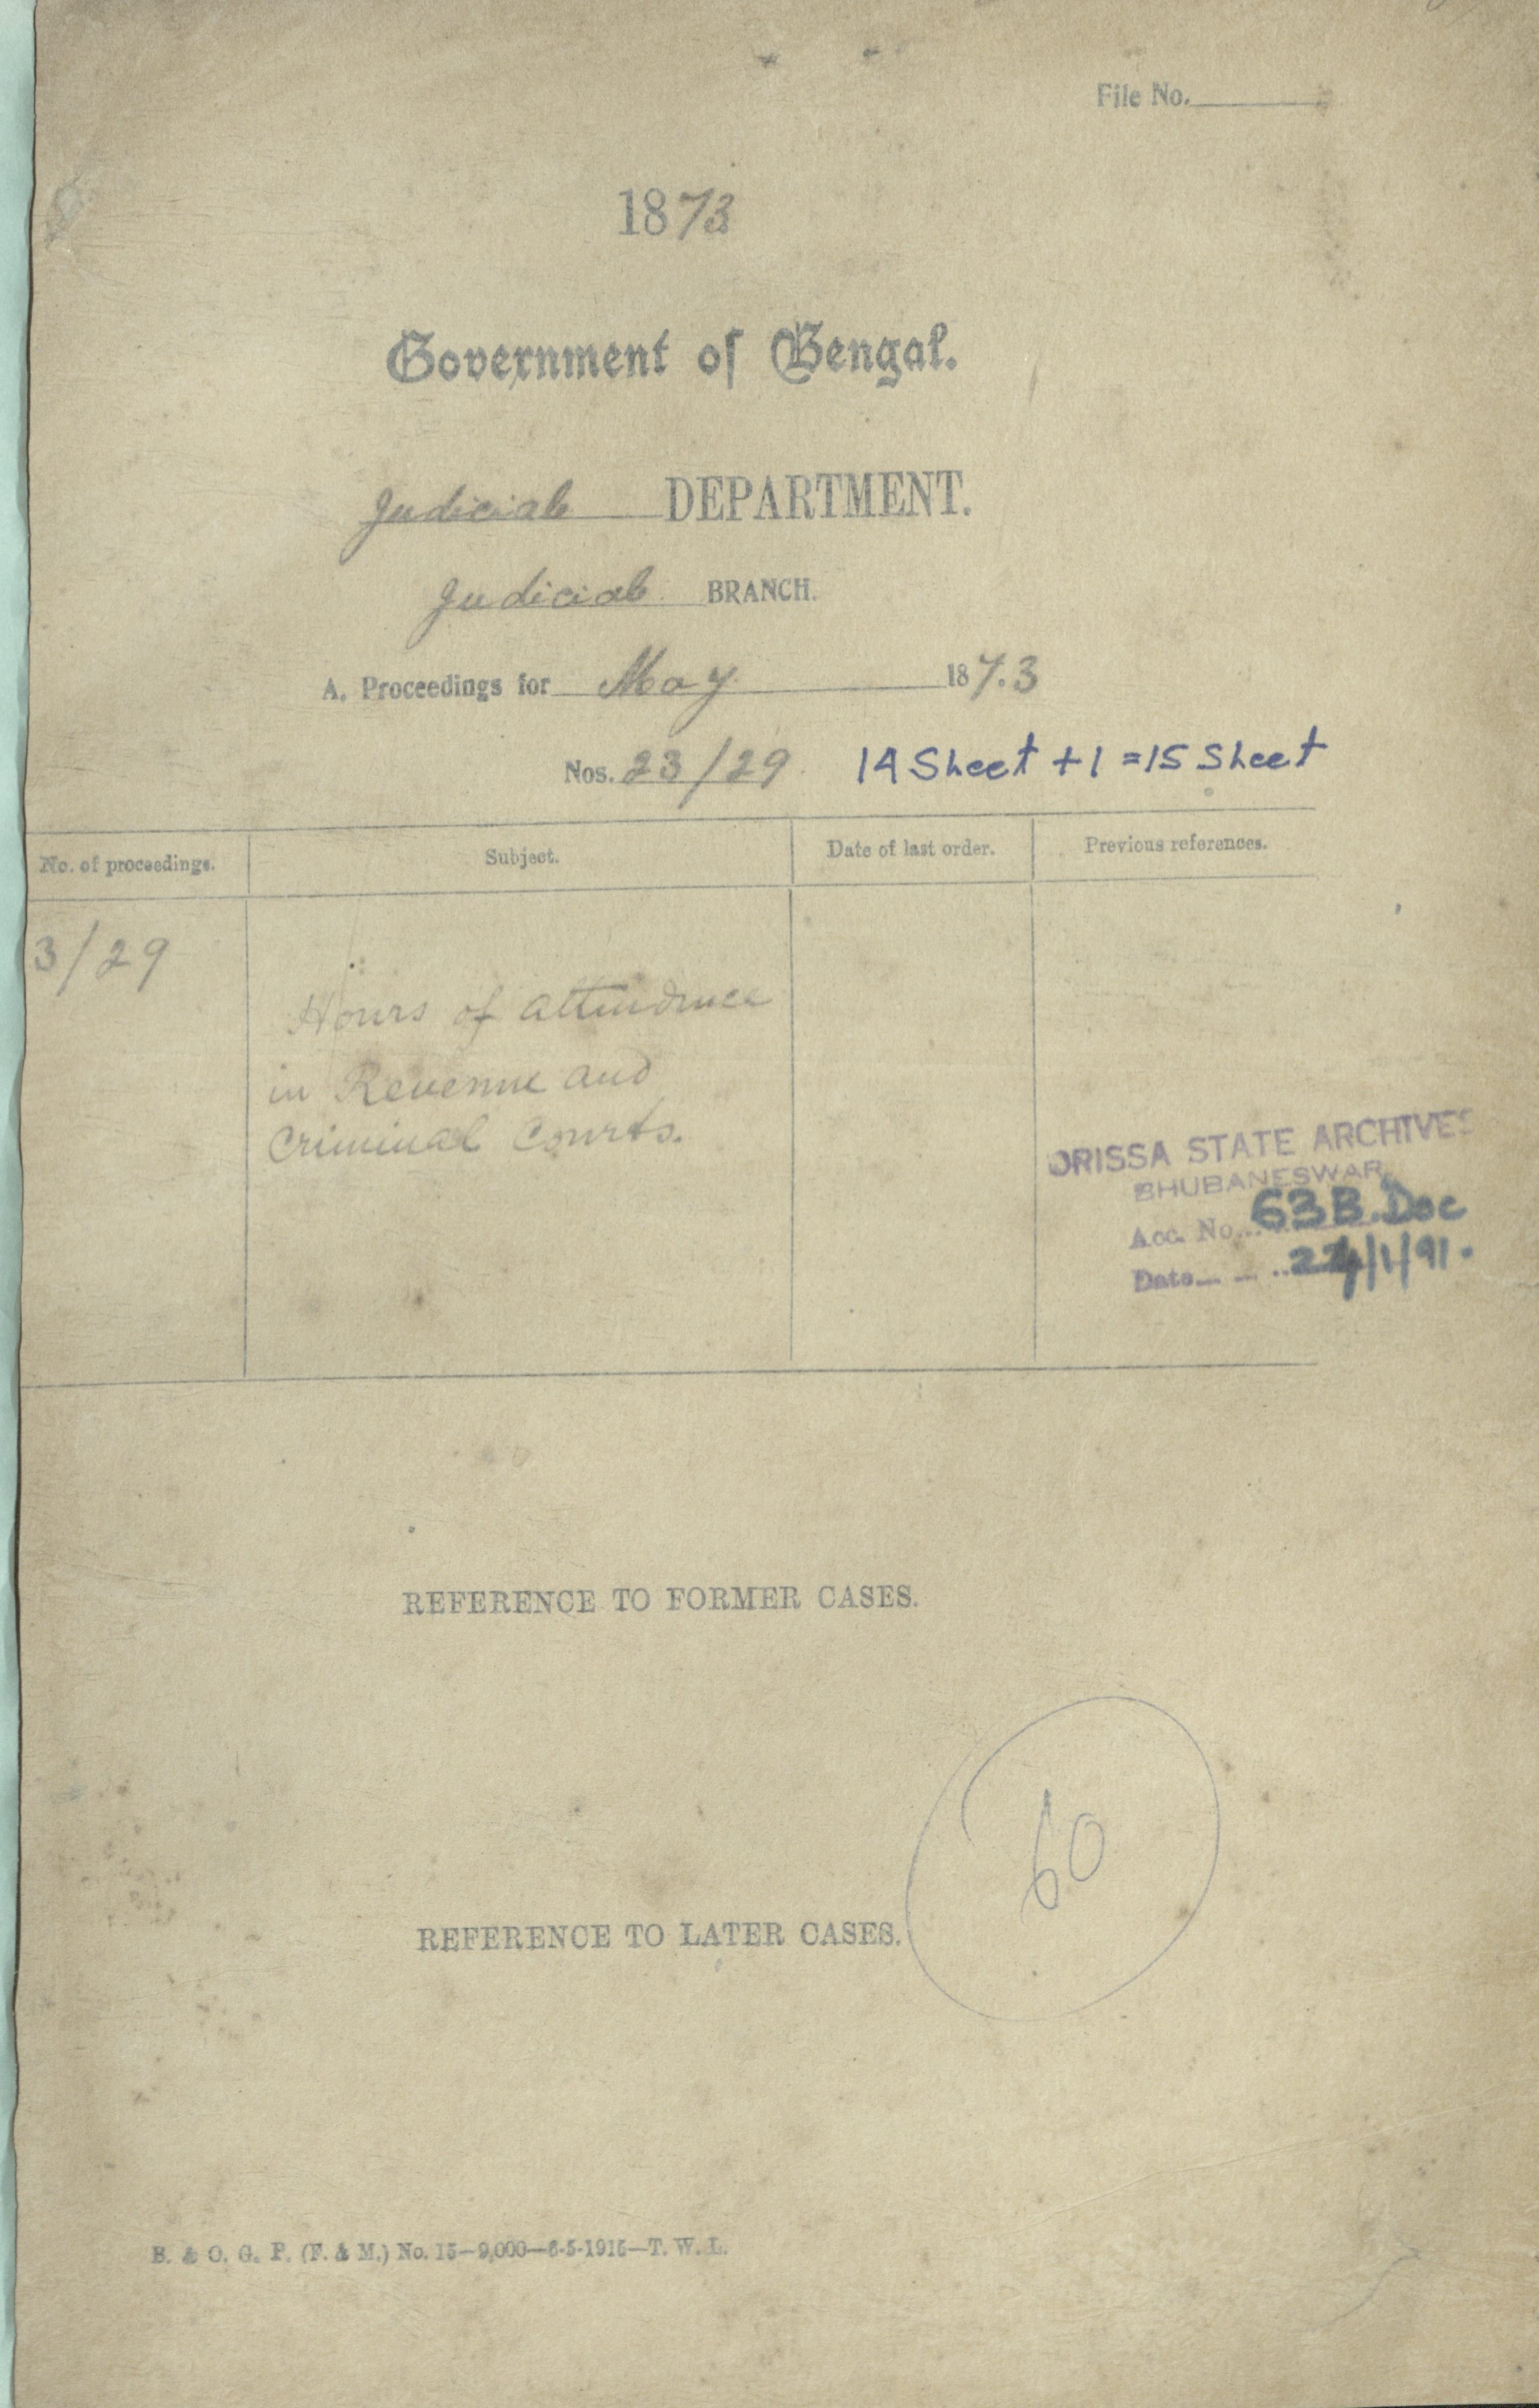 File No.
1873
Government of Bengal.
Judicial DEPARTMENT.
Judicial BRANCH.
A. Proceedings for May 187.3
Nos. 23/29 14 Sheet + 1 = 15 Sheet
No. of proceedings. Subject. Date of last order. Previous references.
3/29
Hours of attendance
in Revenue and
Criminal Courts.
ORISSA STATE ARCHIVES
BHUBANESWAR
Acc. No... 63B.Doc
Date 24/1/91.
REFERENCE TO FORMER CASES.
60
REFERENCE TO LATER CASES.
B. & O. G. P. (F. & M.) No. 15—9,000—6-5-1915—T. W. L.